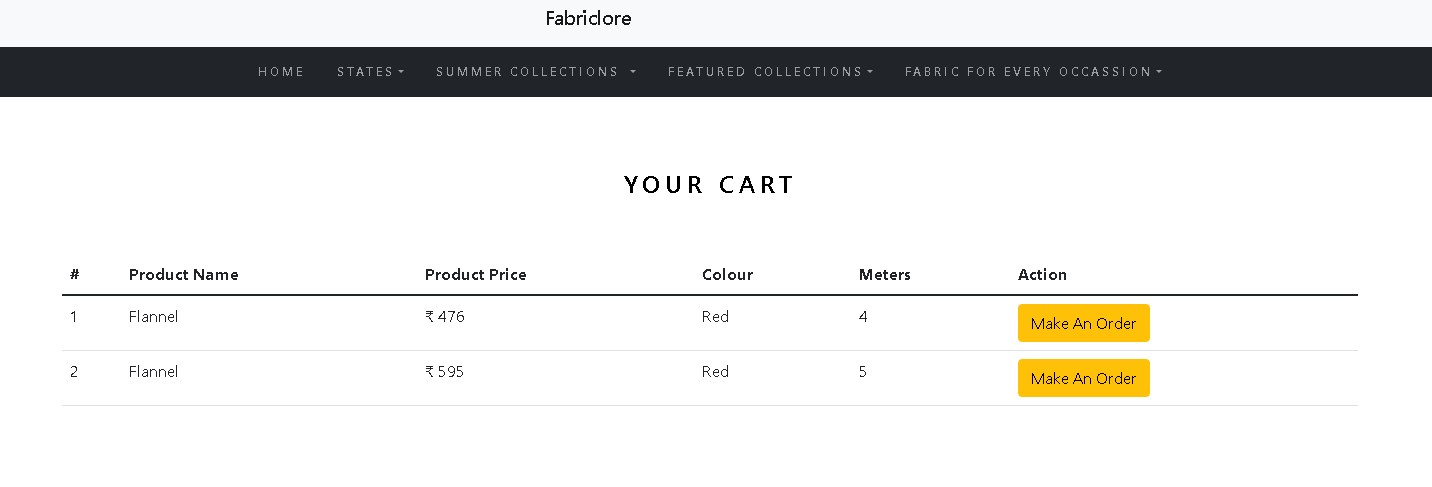 Fabriclore
HOME STATES SUMMER COLLECTIONS FEATURED COLLECTIONS FABRIC FOR EVERY OCCASSION
YOUR CART
# Product Name Product Price Colour Meters Action
1 Flannel ₹ 476 Red 4 Make An Order
2 Flannel ₹ 595 Red 5 Make An Order